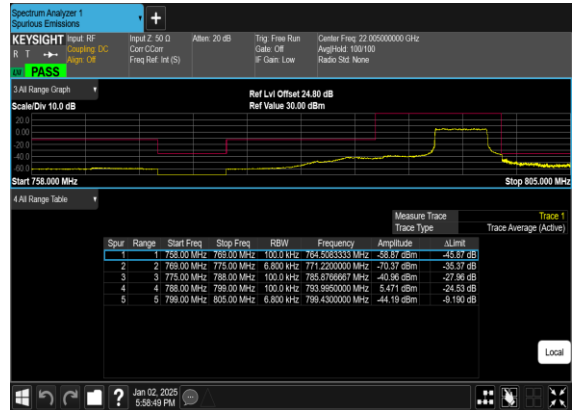 Spectrum Analyzer 1
Spurious Emissions
+
KEYSIGHT Input: RF Input Z: 50 Ω Atten: 20 dB Trig: Free Run Center Freq: 22.005000000 GHz
R T Coupling: DC Corr CCorr Gate: Off Avg|Hold: 100/100
Align: Off Freq Ref: Int (S) IF Gain: Low Radio Std: None
LW PASS
3 All Range Graph
Ref Lvl Offset 24.80 dB
Scale/Div 10.0 dB Ref Value 30.00 dBm
20.0
0.00
-20.0
-40.0
-60.0
Start 758.000 MHz Stop 805.000 MHz
4 All Range Table
Measure Trace Trace 1
Trace Type Trace Average (Active)
Spur Range Start Freq Stop Freq RBW Frequency Amplitude ΔLimit
1 1 758.00 MHz 769.00 MHz 100.0 kHz 764.5083333 MHz -58.87 dBm -45.87 dB
2 2 769.00 MHz 775.00 MHz 6.800 kHz 771.2200000 MHz -70.37 dBm -35.37 dB
3 3 775.00 MHz 788.00 MHz 100.0 kHz 785.8766667 MHz -40.96 dBm -27.96 dB
4 4 788.00 MHz 799.00 MHz 100.0 kHz 793.9950000 MHz 5.471 dBm -24.53 dB
5 5 799.00 MHz 805.00 MHz 6.800 kHz 799.4300000 MHz -44.19 dBm -9.190 dB
Local
? Jan 02, 2025
5:58:49 PM